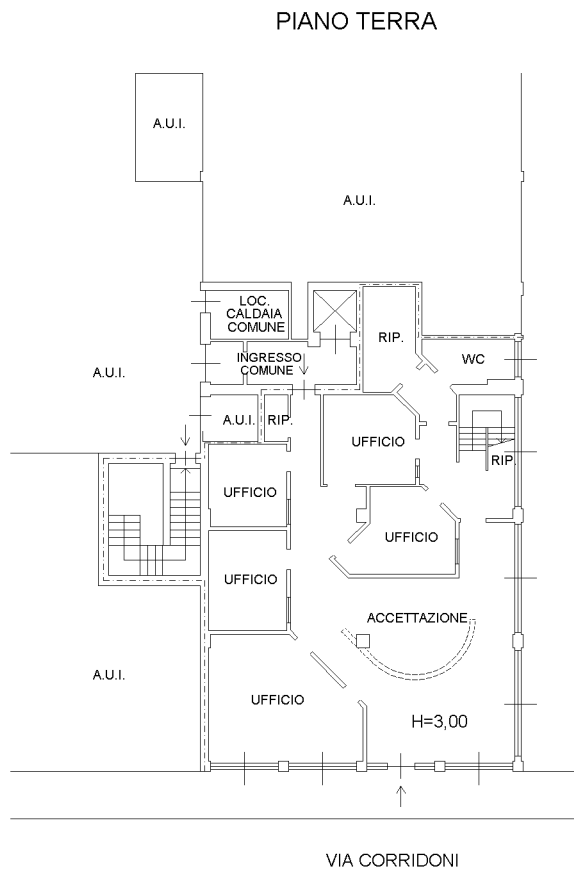 PIANO TERRA
A.U.I.
A.U.I.
LOC.
CALDAIA
COMUNE
RIP.
INGRESSO
COMUNE
WC
A.U.I.
A.U.I.
RIP.
UFFICIO
RIP.
UFFICIO
UFFICIO
UFFICIO
ACCETTAZIONE
A.U.I.
UFFICIO
H=3,00
VIA CORRIDONI